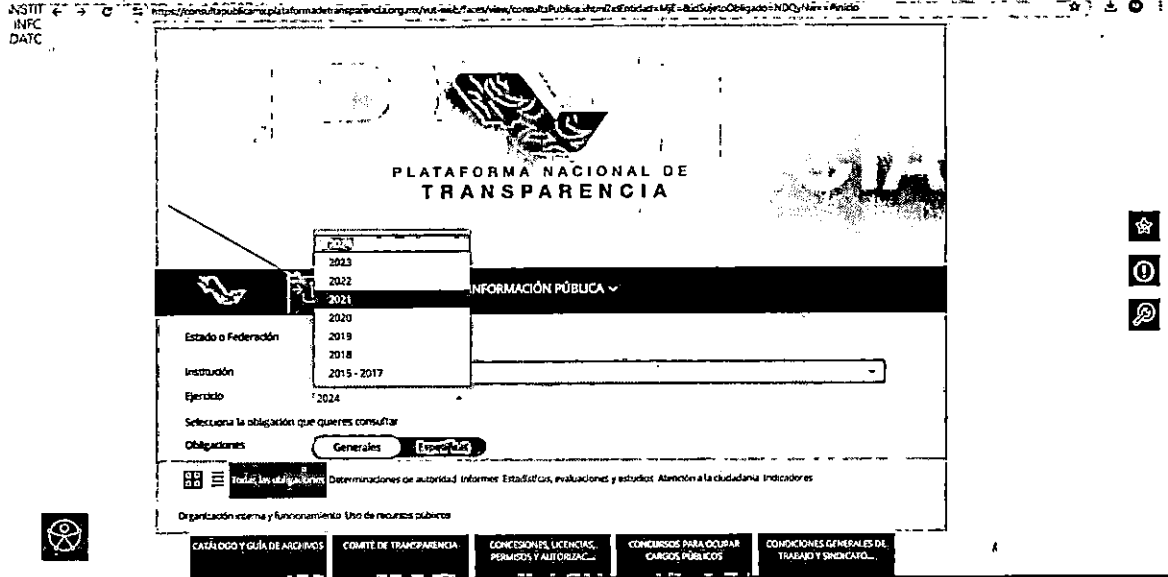 INSTIT
INFC
DATC
PLATAFORMA NACIONAL DE
TRANSPARENCIA
2023
2022
2021
2020
2019
2018
2015 - 2017
INFORMACIÓN PÚBLICA
Estado o Federación
Institución
Ejercicio
2024
Selecciona la obligación que quieres consultar
Obligaciones
Generales
Específicas
Todas las obligaciones Determinaciones de autoridad Informes Estadísticas, evaluaciones y estudios Atención a la ciudadanía Indicadores
Organización interna y funcionamiento Uso de recursos públicos
CATÁLOGO Y GUÍA DE ARCHIVOS
COMITÉ DE TRANSPARENCIA
CONCESIONES, LICENCIAS,
PERMISOS Y AUTORIZAC...
CONCURSOS PARA OCUPAR
CARGOS PÚBLICOS
CONDICIONES GENERALES DE
TRABAJO Y SINDICATO...